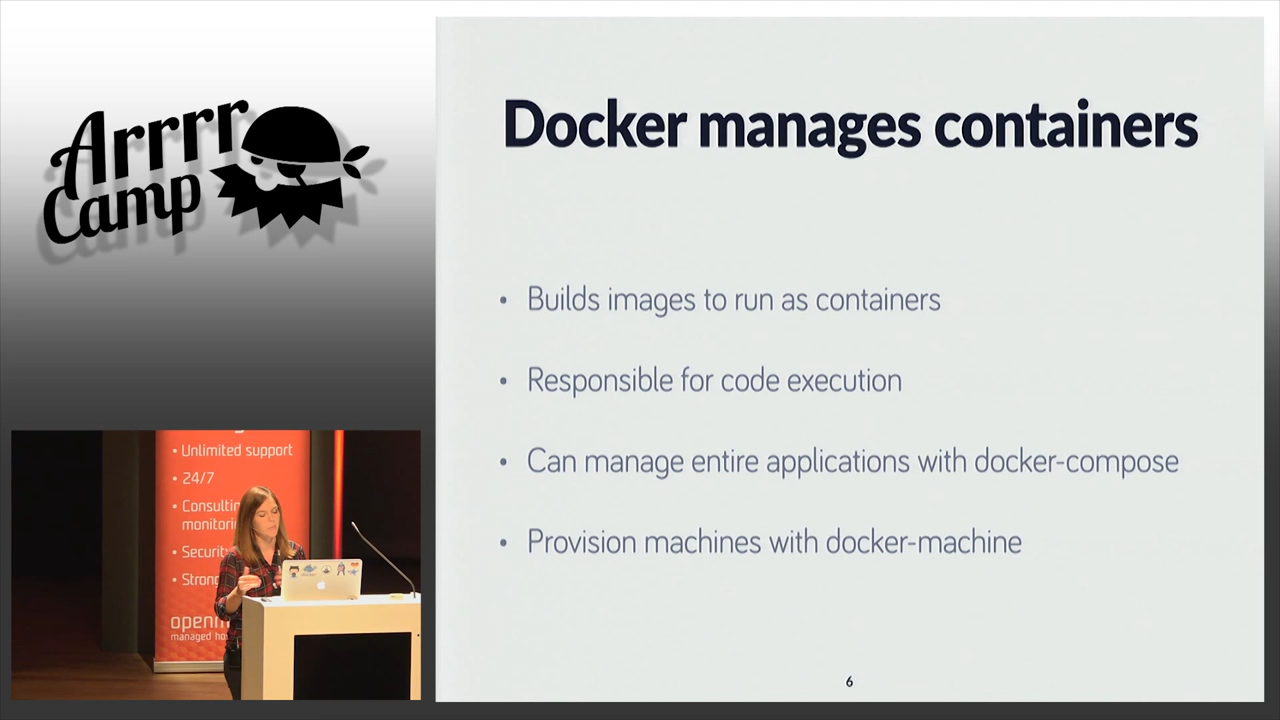 Arrrr
Camp
Docker manages containers
• Builds images to run as containers
• Responsible for code execution
• Can manage entire applications with docker-compose
• Provision machines with docker-machine
6
• Unlimited support
• 24/7
• Consultin
monitori
• Securit
• Strong
openm
managed ho